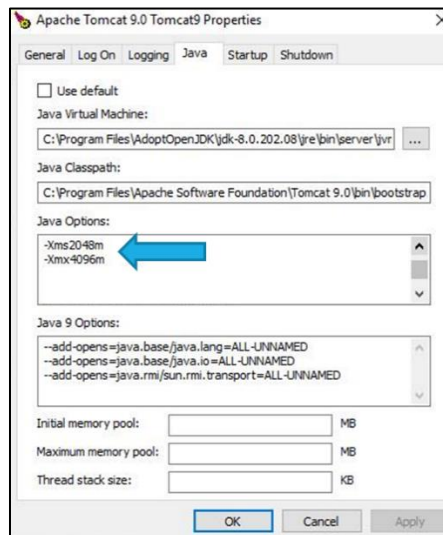 Apache Tomcat 9.0 Tomcat9 Properties
General Log On Logging Java Startup Shutdown
Use default
Java Virtual Machine:
C:\Program Files\AdoptOpenJDK\jdk-8.0.202.08\jre\bin\server\jvr ...
Java Classpath:
C:\Program Files\Apache Software Foundation\Tomcat 9.0\bin\bootstrap
Java Options:
-Xms2048m
-Xmx4096m
Java 9 Options:
--add-opens=java.base/java.lang=ALL-UNNAMED
--add-opens=java.base/java.io=ALL-UNNAMED
--add-opens=java.rmi/sun.rmi.transport=ALL-UNNAMED
Initial memory pool: MB
Maximum memory pool: MB
Thread stack size: KB
OK Cancel Apply